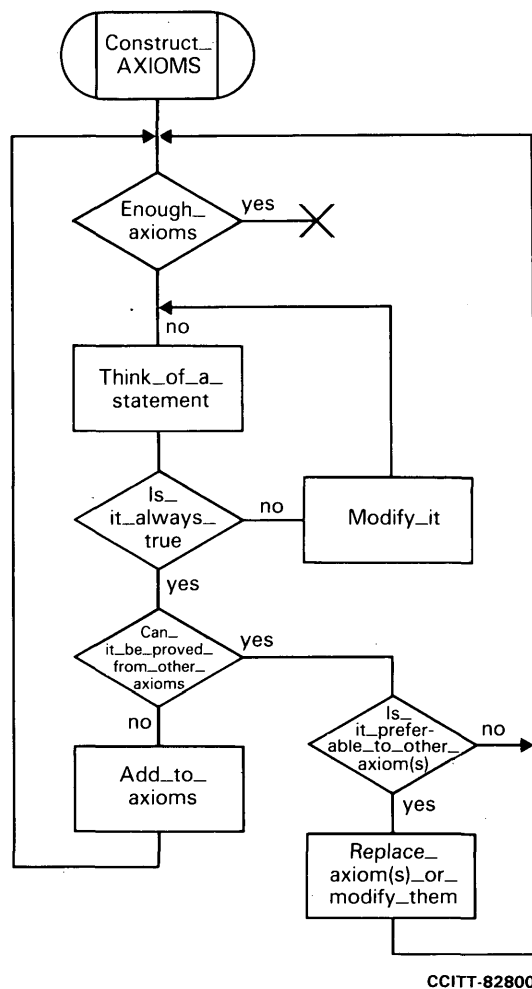 Construct_
AXIOMS
Enough_
axioms
yes
no
Think_of_a_
statement
Is_
it_always_
true
no
Modify_it
yes
Can_
it_be_proved_
from_other_
axioms
yes
no
Is_
it_prefer-
able_to_other_
axiom(s)
no
Add_to_
axioms
yes
Replace_
axiom(s)_or_
modify_them
CCITT-82800